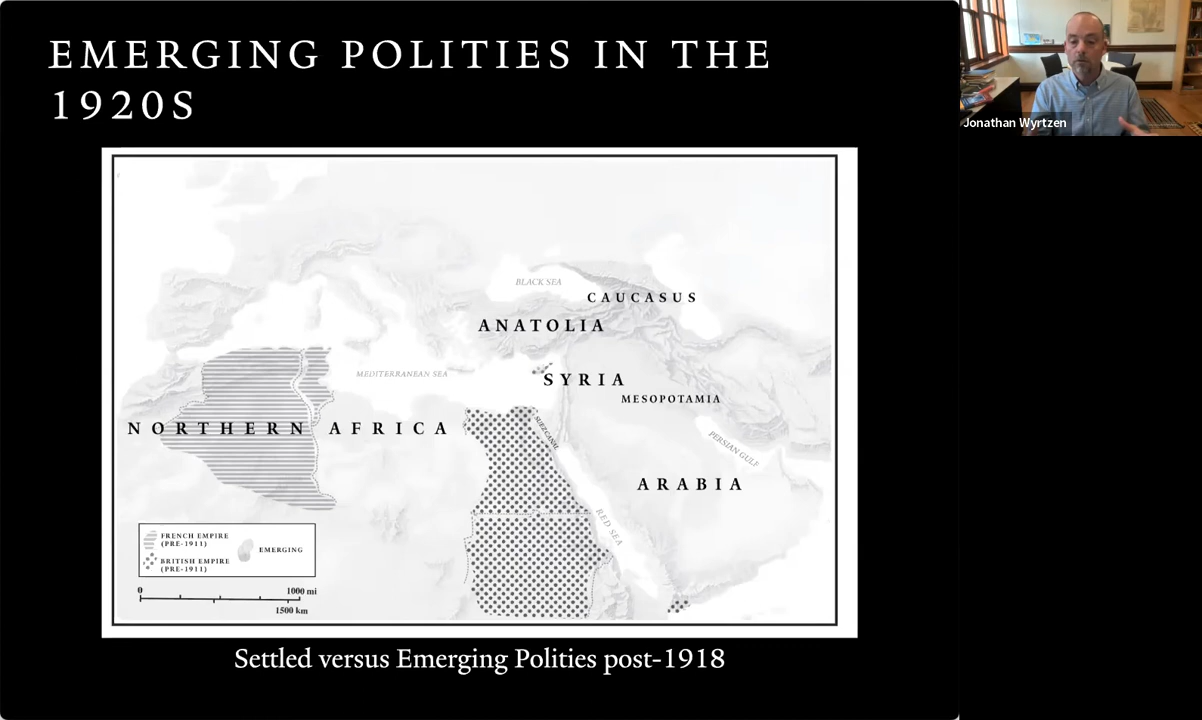 EMERGING POLITIES IN THE
1920S
Jonathan Wyrtzen
BLACK SEA
CAUCASUS
ANATOLIA
MEDITERRANEAN SEA
SYRIA
MESOPOTAMIA
NORTHERN AFRICA
SUEZ CANAL
PERSIAN GULF
ARABIA
RED SEA
FRENCH EMPIRE
(PRE-1911)
EMERGING
BRITISH EMPIRE
(PRE-1911)
0
1000 mi
1500 km
Settled versus Emerging Polities post-1918